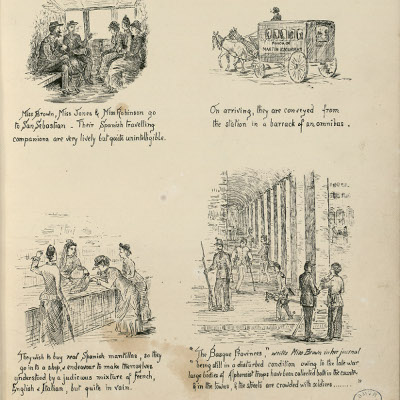 Miss Brown, Miss Jones & Miss Robinson go
to San Sebastian. Their Spanish travelling
companions are very lively but quite unintelligible.
On arriving, they are conveyed from
the station in a barrack of an omnibus.
They wish to buy real Spanish mantillas, so they
go into a shop, & endeavour to make themselves
understood by a judicious mixture of French,
English & Italian, but quite in vain.
"The Basque Provinces," writes Miss Brown in her journal
"being still in a disturbed condition owing to the late war
large bodies of Alphonsist troops have been collected both in the country
& in the towns, & the streets are crowded with soldiers.......